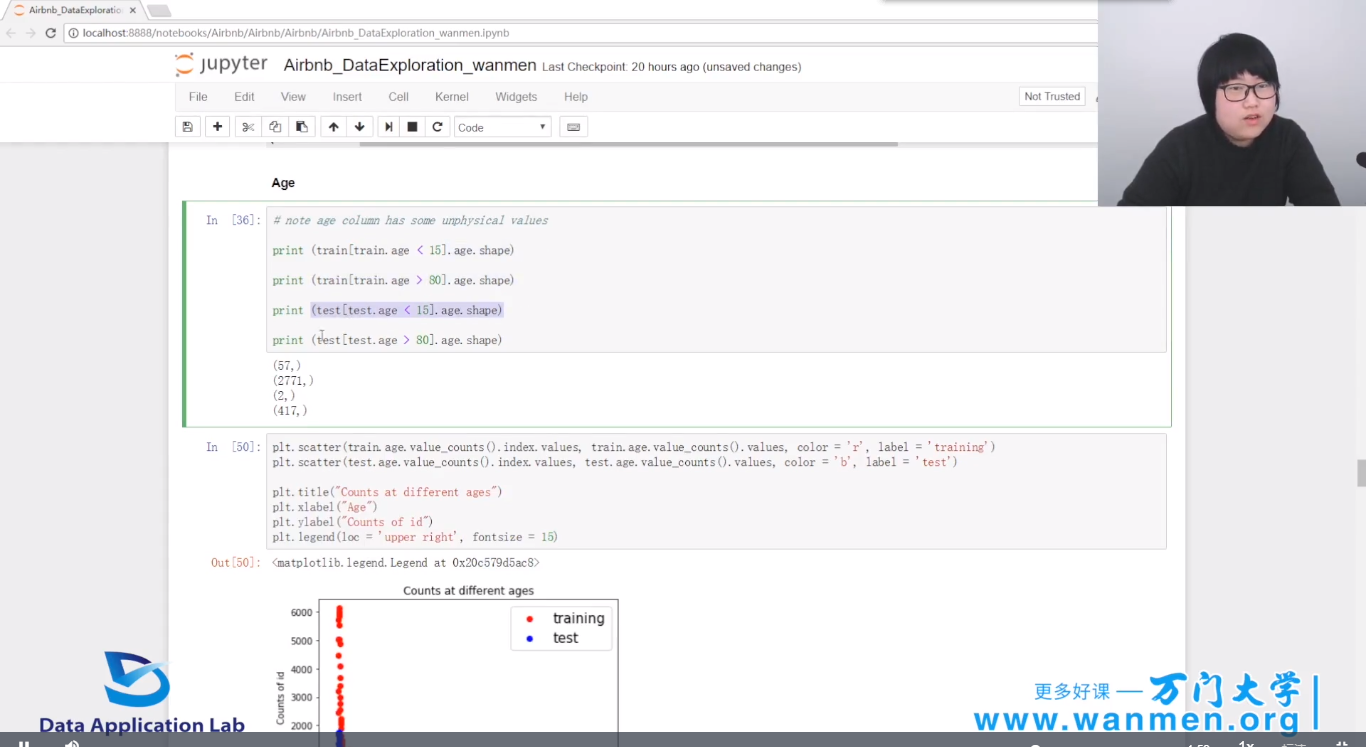 Airbnb_DataExploratio
localhost:8888/notebooks/Airbnb/Airbnb/Airbnb/Airbnb_DataExploration_wanmen.ipynb
jupyter Airbnb_DataExploration_wanmen Last Checkpoint: 20 hours ago (unsaved changes)
File Edit View Insert Cell Kernel Widgets Help Not Trusted
Code
Age
In [36]: # note age column has some unphysical values
print (train[train.age < 15].age.shape)
print (train[train.age > 80].age.shape)
print (test[test.age < 15].age.shape)
print (test[test.age > 80].age.shape)
(57,)
(2771,)
(2,)
(417,)
In [50]: plt.scatter(train.age.value_counts().index.values, train.age.value_counts().values, color = 'r', label = 'training')
plt.scatter(test.age.value_counts().index.values, test.age.value_counts().values, color = 'b', label = 'test')
plt.title("Counts at different ages")
plt.xlabel("Age")
plt.ylabel("Counts of id")
plt.legend(loc = 'upper right', fontsize = 15)
Out[50]: <matplotlib.legend.Legend at 0x20c579d5ac8>
Counts at different ages
6000
5000
4000
3000
2000
Counts of id
training
test
Data Application Lab
更多好课 — 万门大学
www.wanmen.org